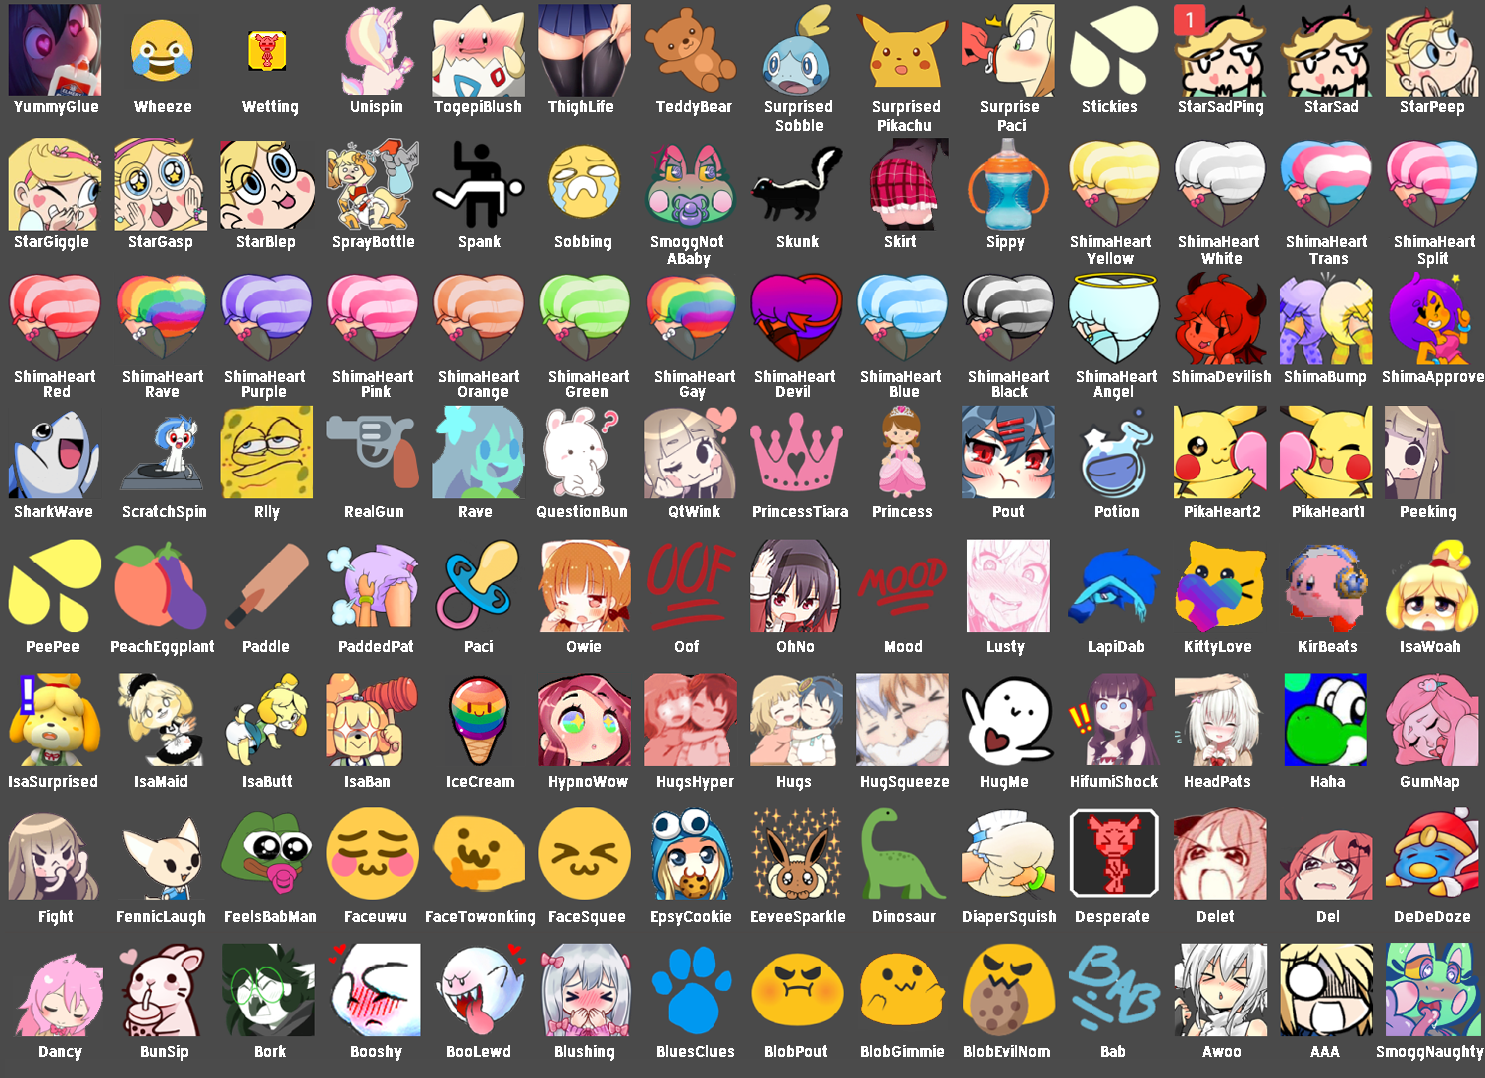 1
YummyGlue Wheeze Wetting Unispin TogepiBlush ThighLife TeddyBear Surprised Surprised Surprise Stickies StarSadPing StarSad StarPeep
Sobble Pikachu Paci
StarGiggle StarGasp StarBlep SprayBottle Spank Sobbing SmoggNot Skunk Skirt Sippy ShimaHeart ShimaHeart ShimaHeart ShimaHeart
ABaby Yellow White Trans Split
ShimaHeart ShimaHeart ShimaHeart ShimaHeart ShimaHeart ShimaHeart ShimaHeart ShimaHeart ShimaHeart ShimaHeart ShimaHeart ShimaDevilish ShimaBump ShimaApprove
Red Rave Purple Pink Orange Green Gay Devil Blue Black Angel
?
SharkWave ScratchSpin Rlly RealGun Rave QuestionBun QtWink PrincessTiara Princess Pout Potion PikaHeart2 PikaHeart1 Peeking
OOF
MOOD
PeePee PeachEggplant Paddle PaddedPat Paci Owie Oof OhNo Mood Lusty LapiDab KittyLove KirBeats IsaWoah
!
!!
IsaSurprised IsaMaid IsaButt IsaBan IceCream HypnoWow HugsHyper Hugs HugSqueeze HugMe HifumiShock HeadPats Haha GumNap
Fight FennicLaugh FeelsBabMan Faceuwu FaceTowonking FaceSquee EpsyCookie EeveeSparkle Dinosaur DiaperSquish Desperate Delet Del DeDeDoze
BAB
Dancy BunSip Bork Booshy BooLewd Blushing BluesClues BlobPout BlobGimmie BlobEvilNom Bab Awoo AAA SmoggNaughty